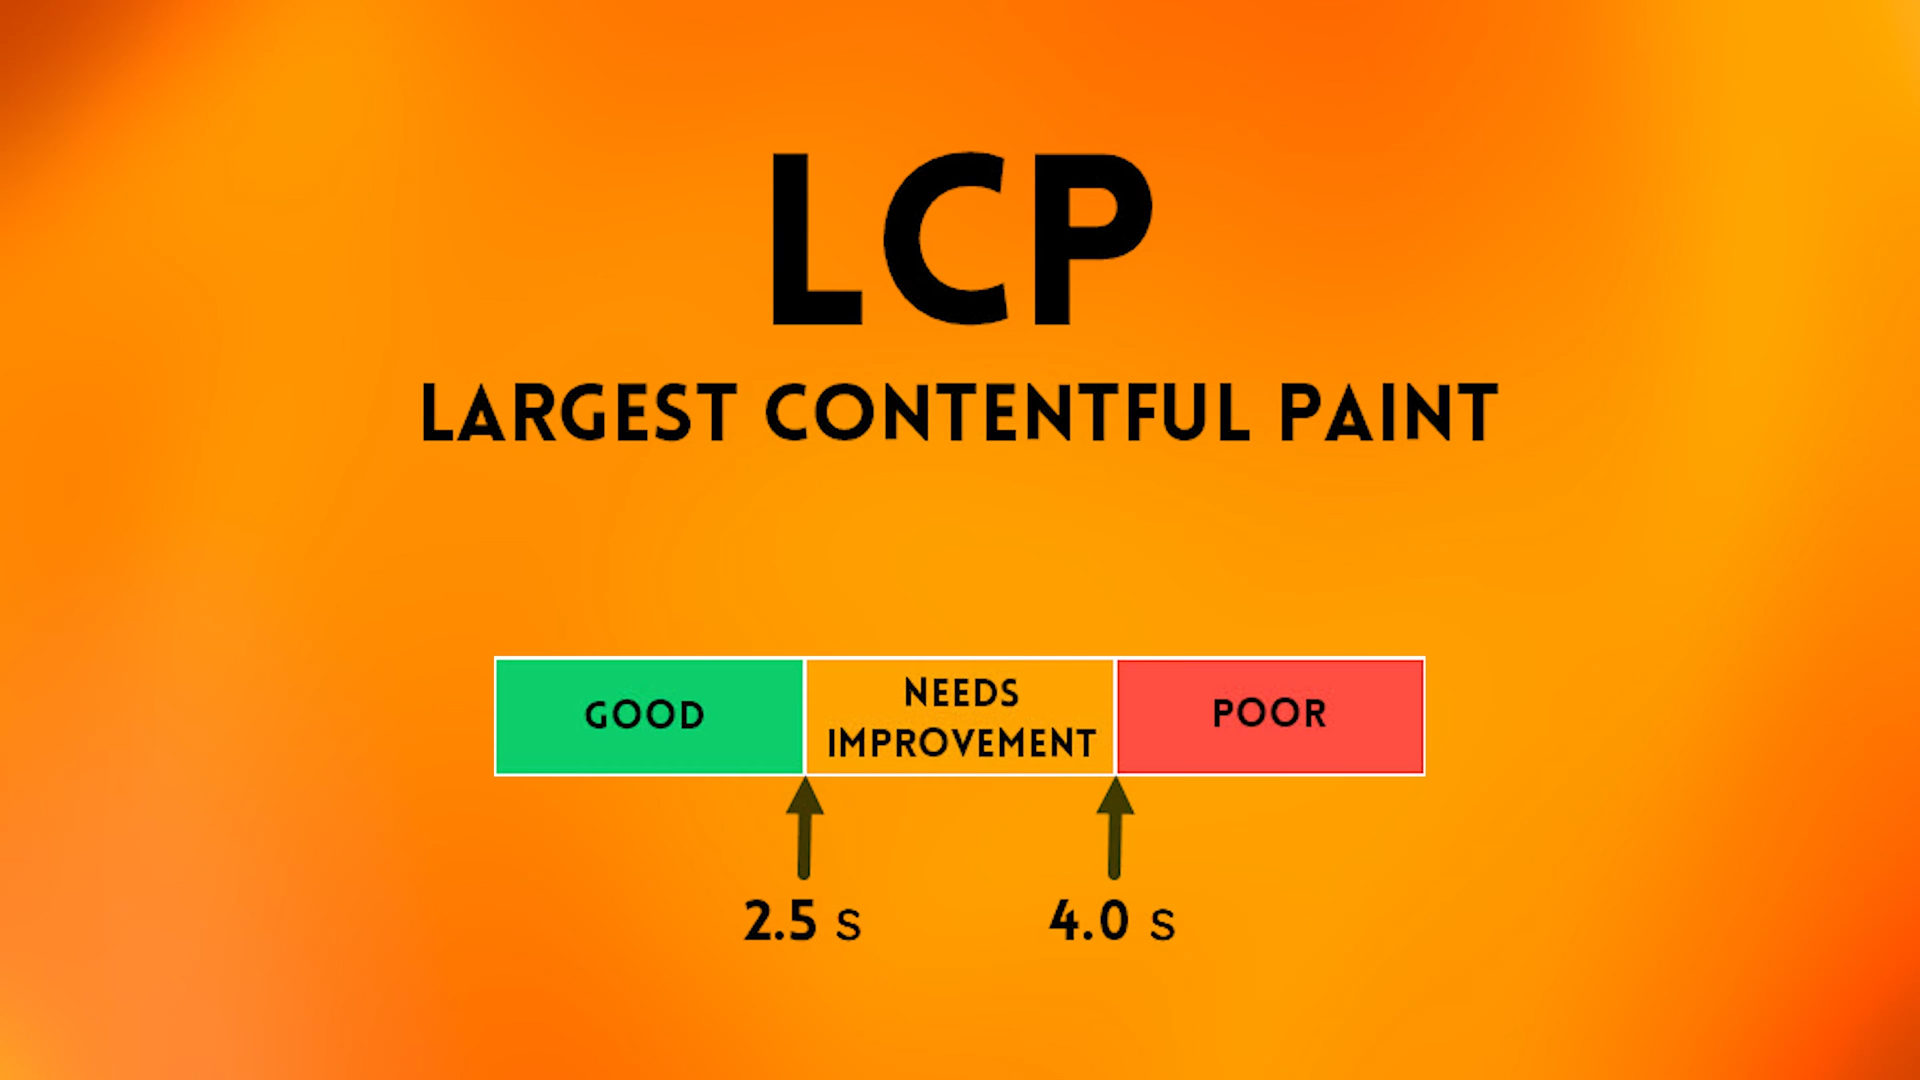 LCP
LARGEST CONTENTFUL PAINT
GOOD
NEEDS
IMPROVEMENT
POOR
2.5 s
4.0 s